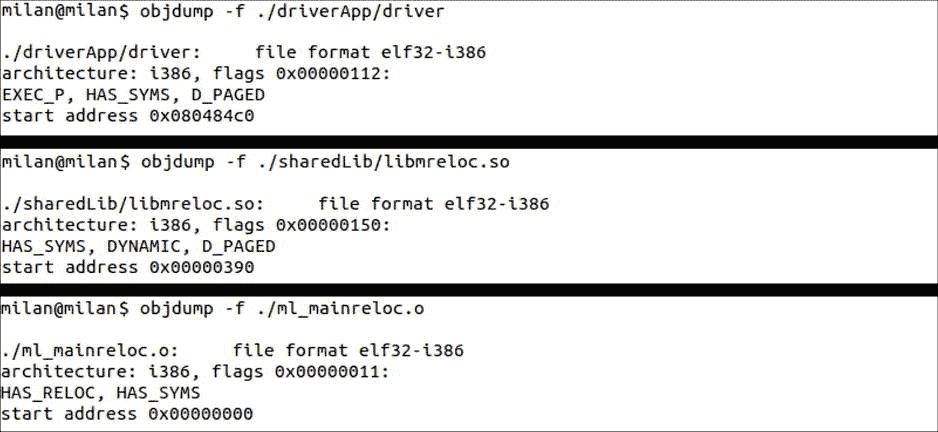 milan@milan$ objdump -f ./driverApp/driver
./driverApp/driver:     file format elf32-i386
architecture: i386, flags 0x00000112:
EXEC_P, HAS_SYMS, D_PAGED
start address 0x080484c0
milan@milan$ objdump -f ./sharedLib/libmreloc.so
./sharedLib/libmreloc.so:     file format elf32-i386
architecture: i386, flags 0x00000150:
HAS_SYMS, DYNAMIC, D_PAGED
start address 0x00000390
milan@milan$ objdump -f ./ml_mainreloc.o
./ml_mainreloc.o:     file format elf32-i386
architecture: i386, flags 0x00000011:
HAS_RELOC, HAS_SYMS
start address 0x00000000